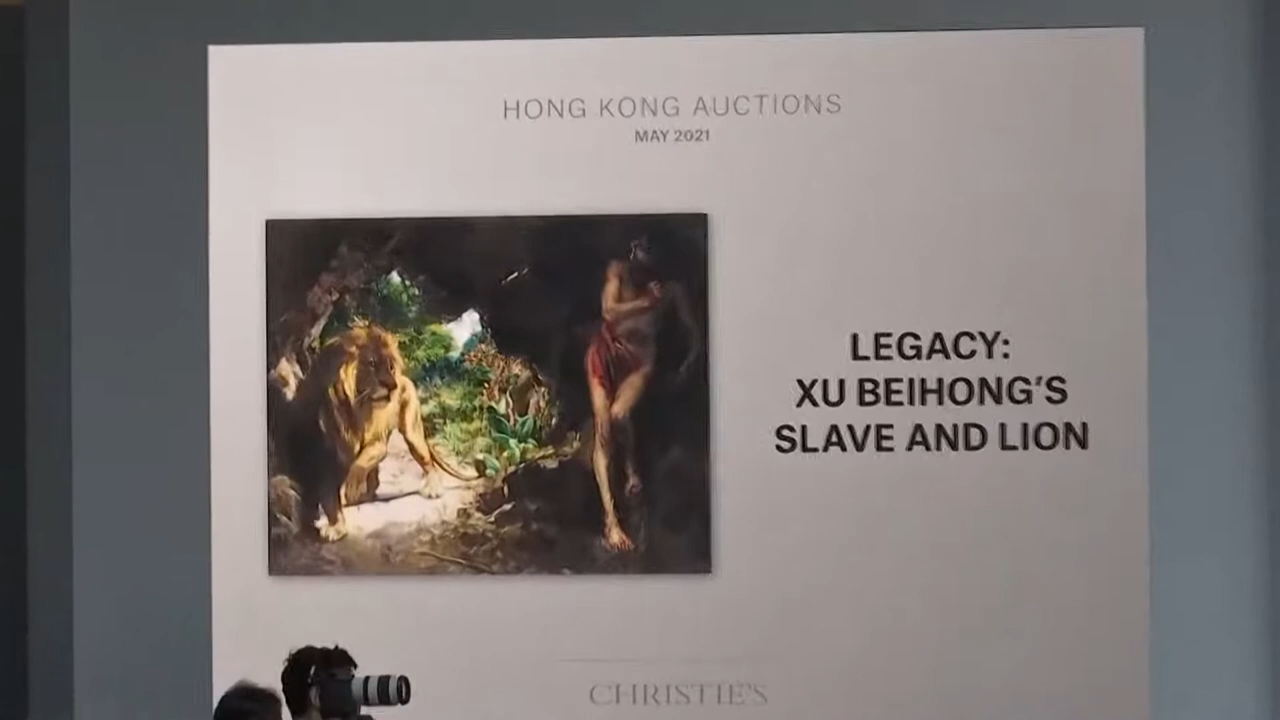 HONG KONG AUCTIONS
MAY 2021
LEGACY:
XU BEIHONG'S
SLAVE AND LION
CHRISTIE'S